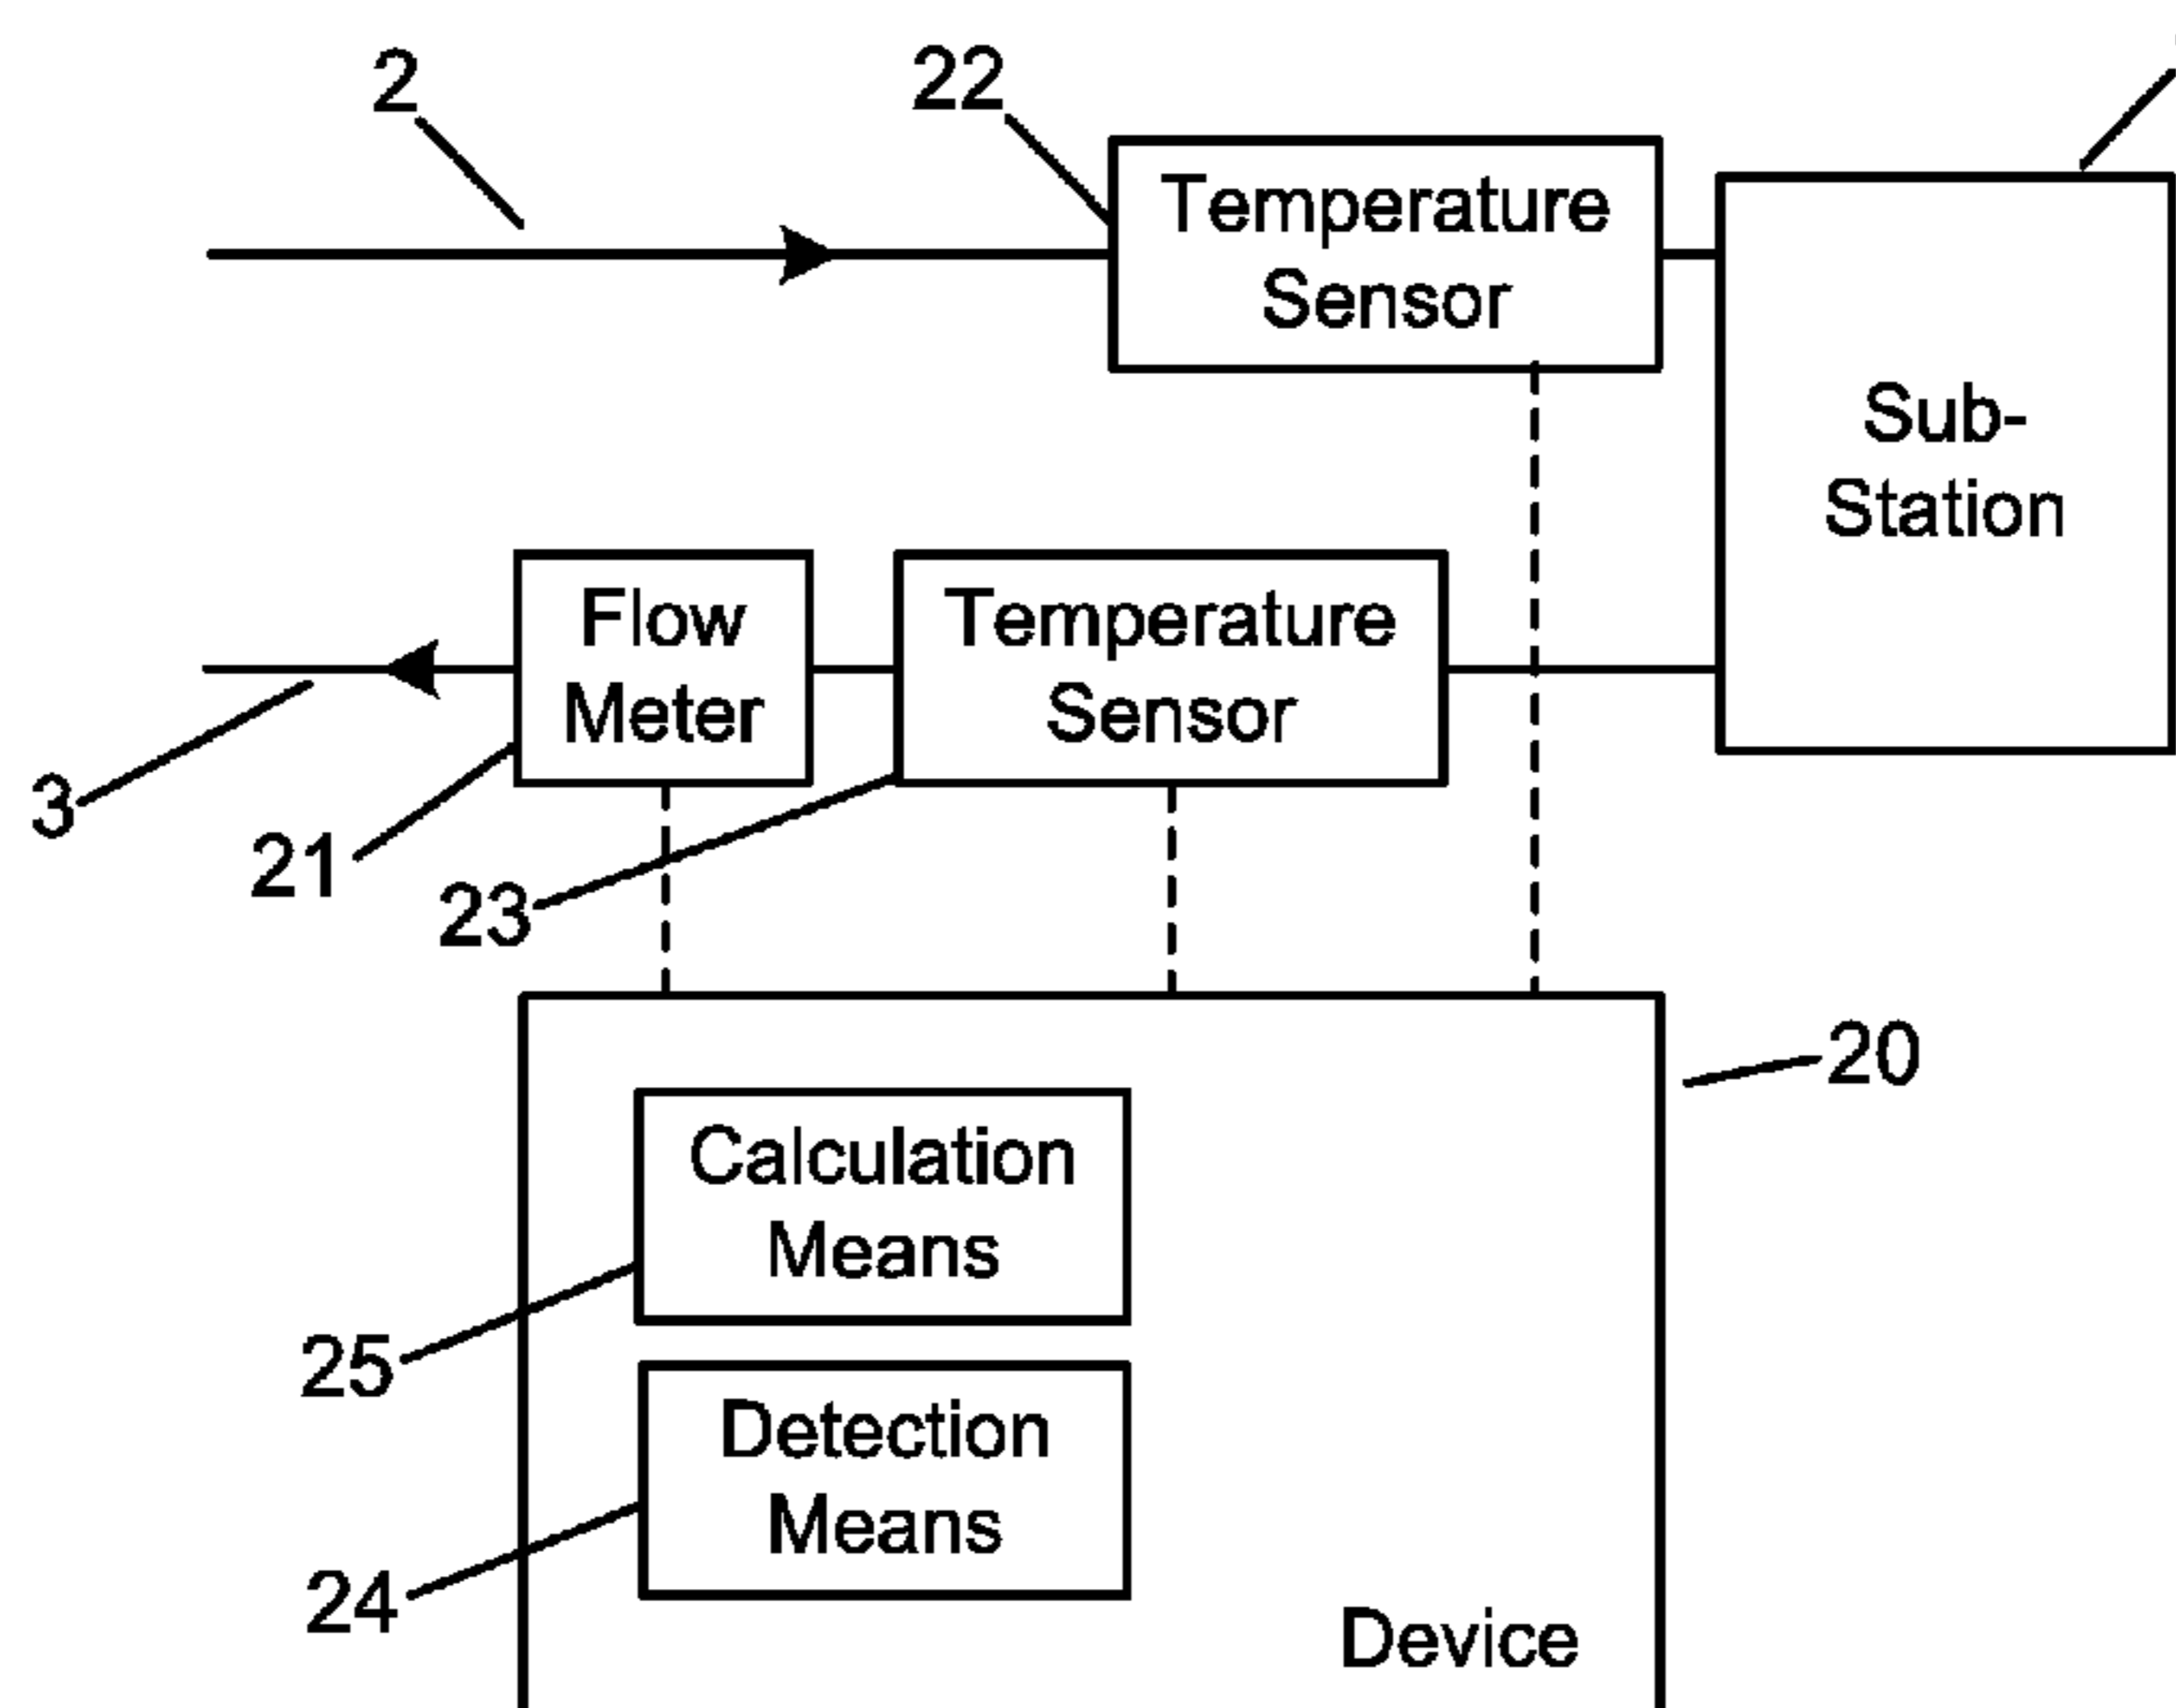 2
22
Temperature
Sensor
Sub-
Station
Flow
Meter
Temperature
Sensor
3
21
23
20
Calculation
Means
25
Detection
Means
24
Device